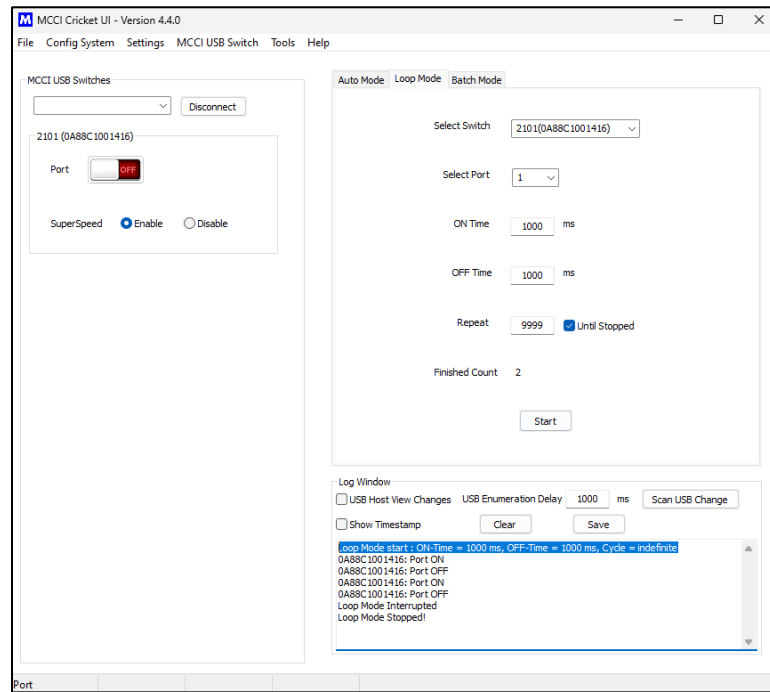 M MCCI Cricket UI - Version 4.4.0
File Config System Settings MCCI USB Switch Tools Help
MCCI USB Switches
Disconnect
2101 (0A88C1001416)
Port OFF
SuperSpeed Enable Disable
Auto Mode Loop Mode Batch Mode
Select Switch 2101(0A88C1001416)
Select Port 1
ON Time 1000 ms
OFF Time 1000 ms
Repeat 9999 Until Stopped
Finished Count 2
Start
Log Window
USB Host View Changes USB Enumeration Delay 1000 ms Scan USB Change
Show Timestamp Clear Save
Loop Mode start : ON-Time = 1000 ms, OFF-Time = 1000 ms, Cycle = indefinite
0A88C1001416: Port ON
0A88C1001416: Port OFF
0A88C1001416: Port ON
0A88C1001416: Port OFF
Loop Mode Interrupted
Loop Mode Stopped!
Port